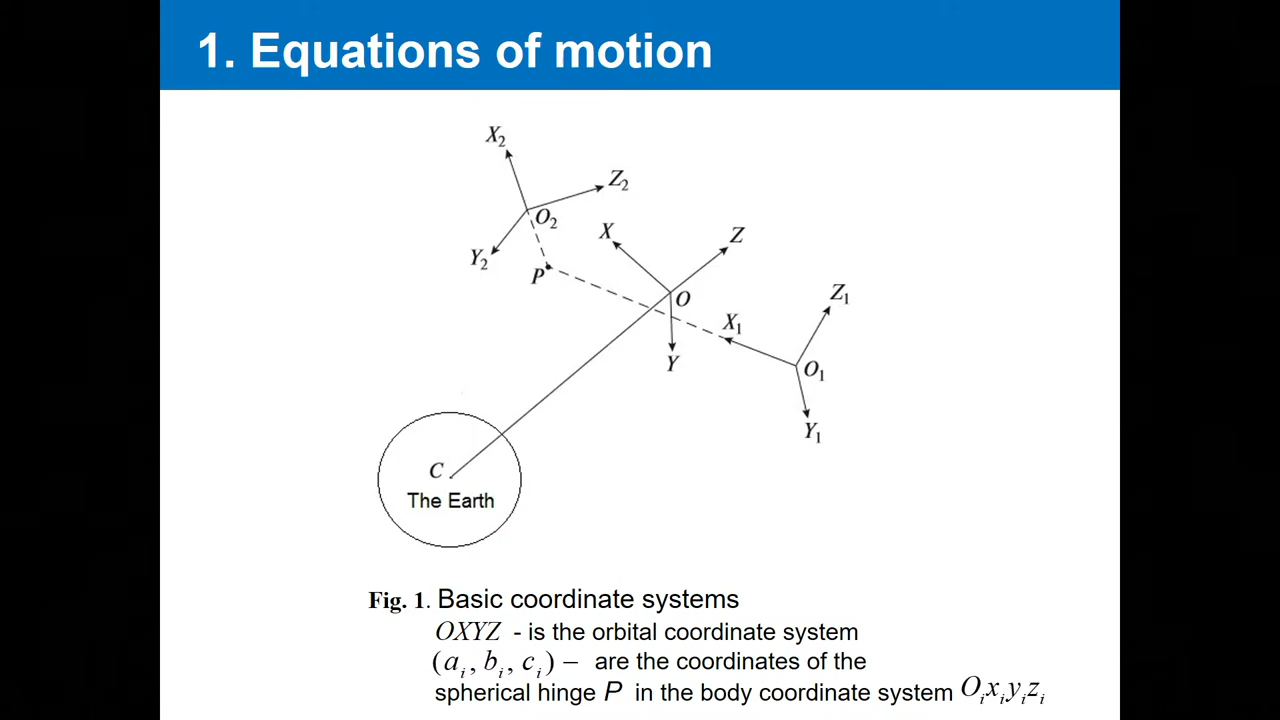 1. Equations of motion
X₂
Z₂
O₂
Y₂
P
X
Z
O
Y
Z₁
X₁
O₁
Y₁
C
The Earth
Fig. 1. Basic coordinate systems
OXYZ - is the orbital coordinate system
(aᵢ, bᵢ, cᵢ) – are the coordinates of the
spherical hinge P in the body coordinate system Oᵢxᵢyᵢzᵢ